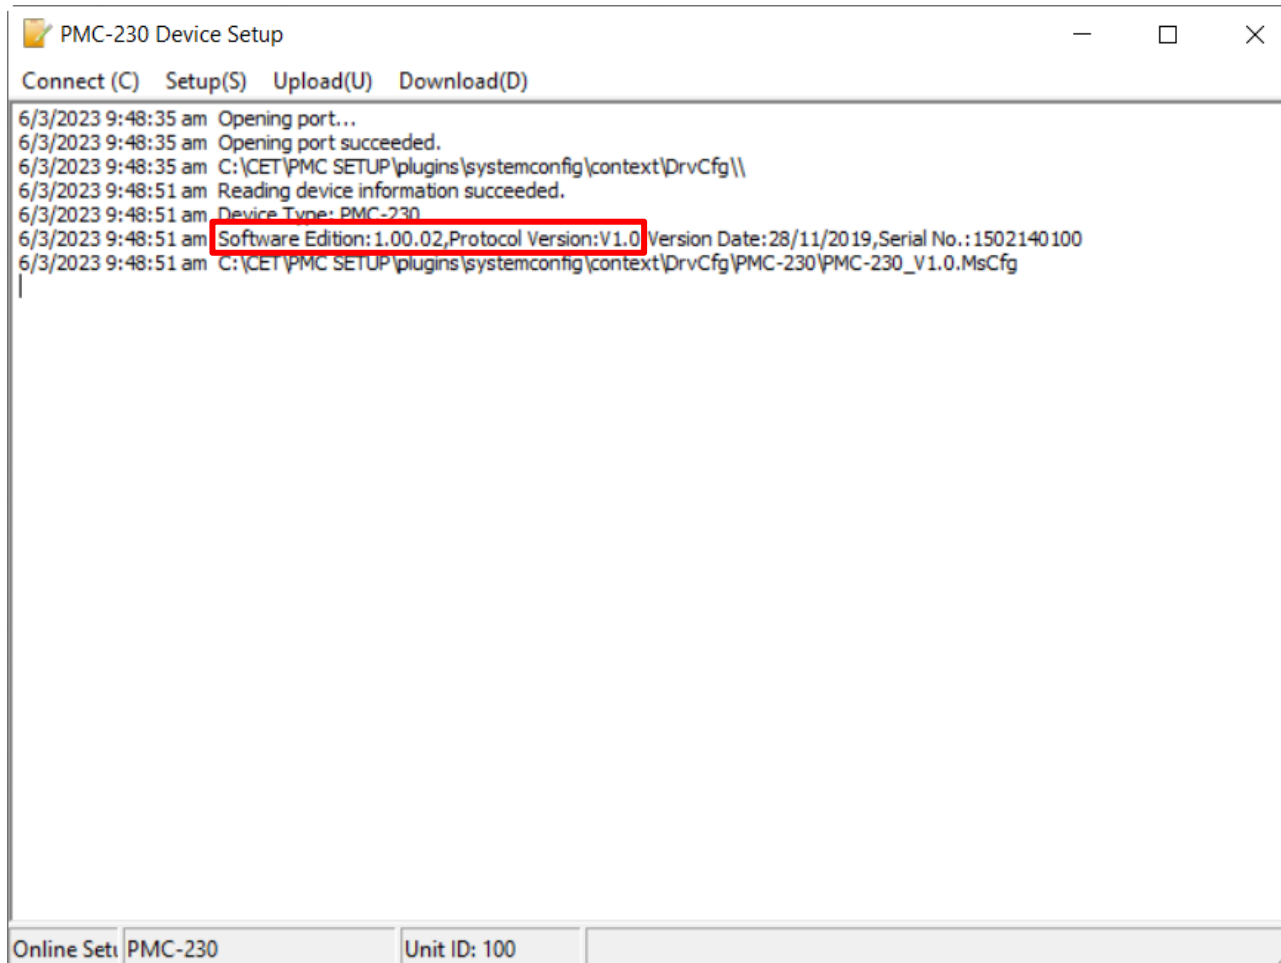 PMC-230 Device Setup
Connect (C) Setup(S) Upload(U) Download(D)
6/3/2023 9:48:35 am Opening port...
6/3/2023 9:48:35 am Opening port succeeded.
6/3/2023 9:48:35 am C:\CET\PMC SETUP\plugins\systemconfig\context\DrvCfg\\
6/3/2023 9:48:51 am Reading device information succeeded.
6/3/2023 9:48:51 am Device Type: PMC-230
6/3/2023 9:48:51 am Software Edition:1.00.02,Protocol Version:V1.0 Version Date:28/11/2019,Serial No.:1502140100
6/3/2023 9:48:51 am C:\CET\PMC SETUP\plugins\systemconfig\context\DrvCfg\PMC-230\PMC-230_V1.0.MsCfg
Online Setu PMC-230 Unit ID: 100